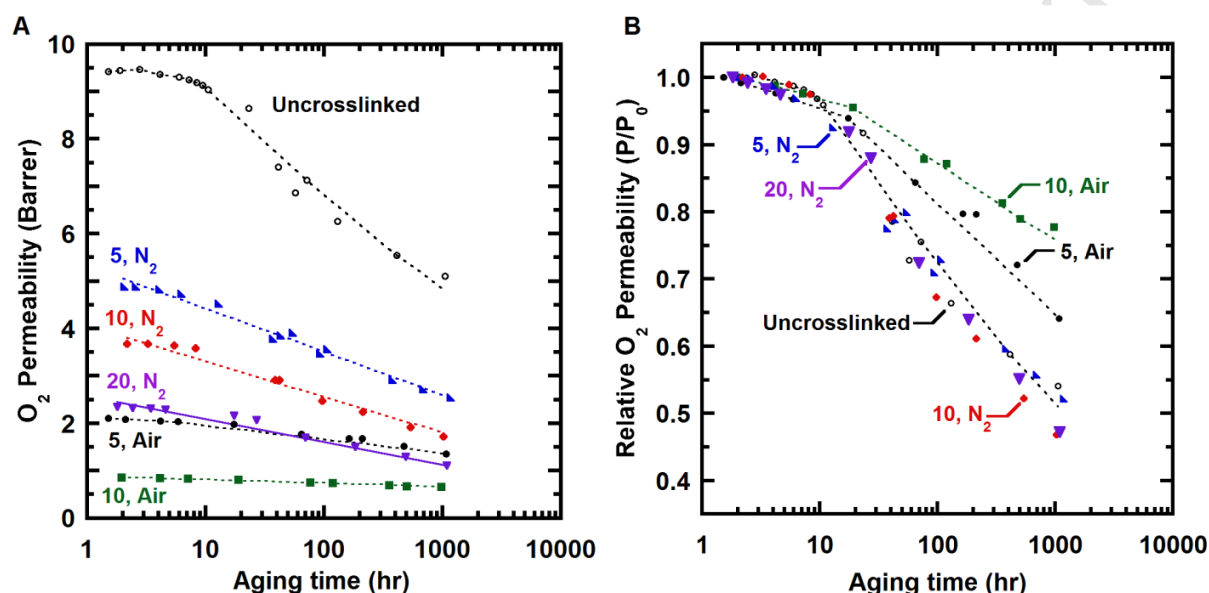 A
O2 Permeability (Barrer)
10
8
6
4
2
0
Uncrosslinked
5, N2
10, N2
20, N2
5, Air
10, Air
1 10 100 1000 10000
Aging time (hr)
B
Relative O2 Permeability (P/P0)
1.0
0.9
0.8
0.7
0.6
0.5
0.4
5, N2
20, N2
10, Air
5, Air
Uncrosslinked
10, N2
1 10 100 1000 10000
Aging time (hr)